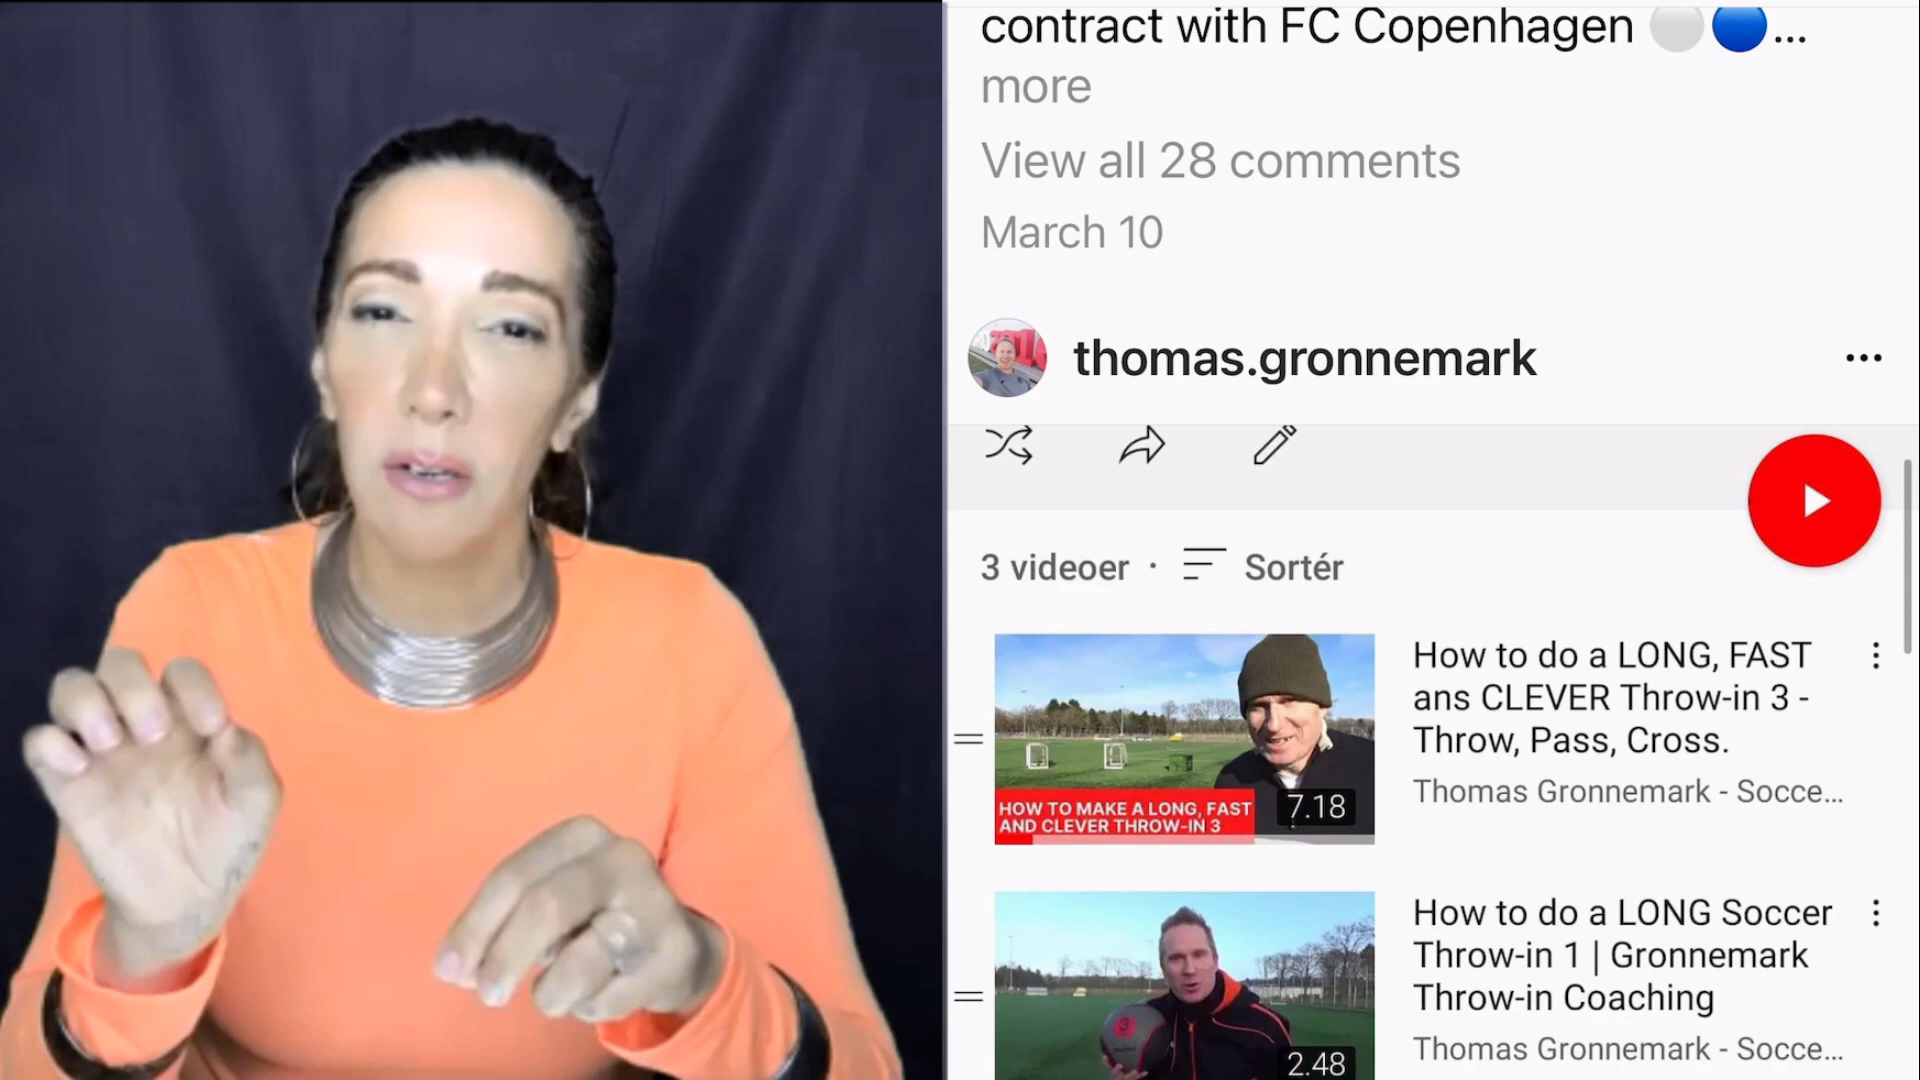 contract with FC Copenhagen ⚪🔵...
more
View all 28 comments
March 10
thomas.gronnemark
3 videoer · Sortér
How to do a LONG, FAST
ans CLEVER Throw-in 3 -
Throw, Pass, Cross.
Thomas Gronnemark - Socce...
HOW TO MAKE A LONG, FAST
AND CLEVER THROW-IN 3
7.18
How to do a LONG Soccer
Throw-in 1 | Gronnemark
Throw-in Coaching
Thomas Gronnemark - Socce...
2.48